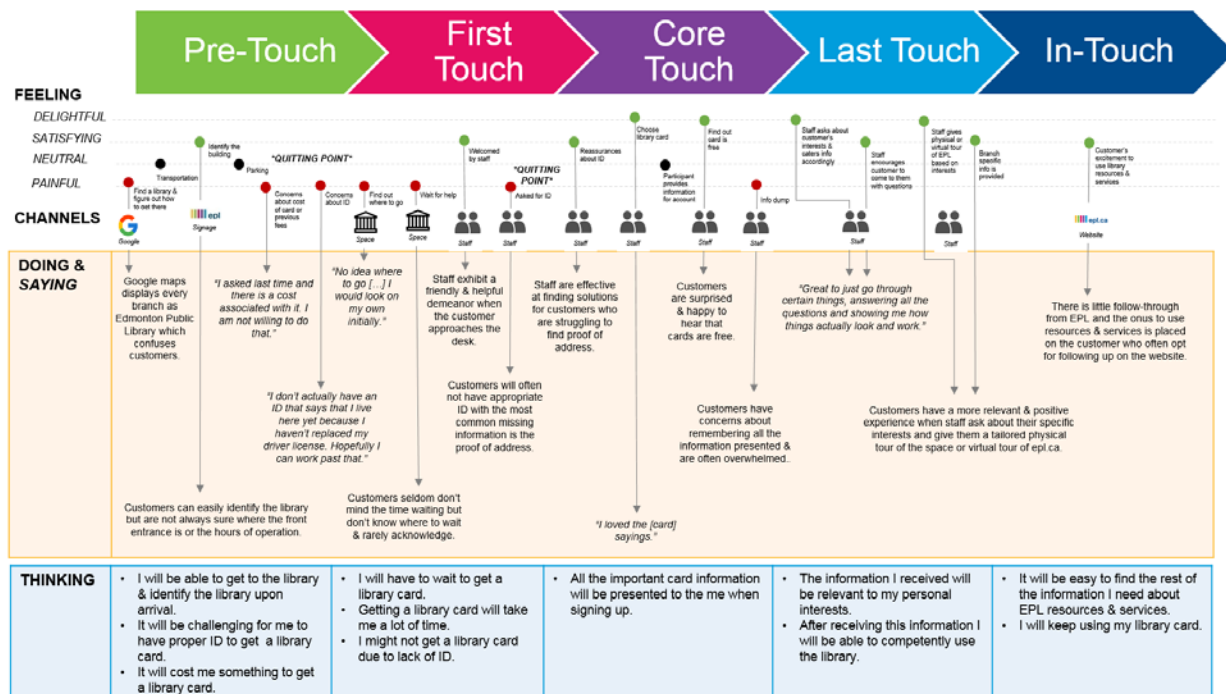 Pre-Touch
First
Touch
Core
Touch
Last Touch
In-Touch
FEELING
DELIGHTFUL
SATISFYING
NEUTRAL
PAINFUL
Find a library &
figure out how
to get there
Transportation
Identify the
building
Parking
*QUITTING POINT*
Concerns
about cost
of card or
previous
fees
Concerns
about ID
Find out
where to go
Wait for help
Welcomed
by staff
*QUITTING
POINT*
Asked for ID
Reassurances
about ID
Choose
library card
Participant
provides
information
for account
Find out
card is
free
Info dump
Staff asks about
customer's
interests &
caters info
accordingly
Staff
encourages
customer to
come to them
with questions
Staff gives
physical or
virtual tour
of EPL
based on
interests
Branch
specific
info is
provided
Customer's
excitement to use
library resources
& services
CHANNELS
Google
epl
Signage
Space
Space
Staff
Staff
Staff
Staff
Staff
Staff
Staff
Staff
epl.ca
Website
DOING &
SAYING
Google maps
displays every
branch as
Edmonton Public
Library which
confuses
customers.
Customers can easily identify the library
but are not always sure where the front
entrance is or the hours of operation.
"I asked last time and
there is a cost
associated with it. I
am not willing to do
that."
"I don't actually have an
ID that says that I live
here yet because I
haven't replaced my
driver license. Hopefully I
can work past that."
"No idea
where to
go […] I
would look on
my own
initially."
Customers seldom don't
mind the time waiting but
don't know where to wait
& rarely acknowledge.
Staff exhibit a
friendly & helpful
demeanor when
the customer
approaches the
desk.
Customers will often
not have appropriate
ID with the most
common missing
information is the
proof of address.
Staff are effective
at finding solutions
for customers who
are struggling to
find proof of
address.
"I loved the [card]
sayings."
Customers
are surprised
& happy to
hear that
cards are free.
Customers have
concerns about
remembering all the
information presented &
are often overwhelmed..
"Great to just go through
certain things, answering all the
questions and showing me how
things actually look and work."
Customers have a more relevant & positive
experience when staff ask about their specific
interests and give them a tailored physical
tour of the space or virtual tour of epl.ca.
There is little follow-through
from EPL and the onus to use
resources & services is placed
on the customer who often opt
for following up on the website.
THINKING
• I will be able to get to the library
& identify the library upon
arrival.
• It will be challenging for me to
have proper ID to get a library
card.
• It will cost me something to get
a library card.
• I will have to wait to get a
library card.
• Getting a library card will take
me a lot of time.
• I might not get a library card
due to lack of ID.
• All the important card information
will be presented to the me when
signing up.
• The information I received will
be relevant to my personal
interests.
• After receiving this information I
will be able to competently use
the library.
• It will be easy to find the rest of
the information I need about
EPL resources & services.
• I will keep using my library card.